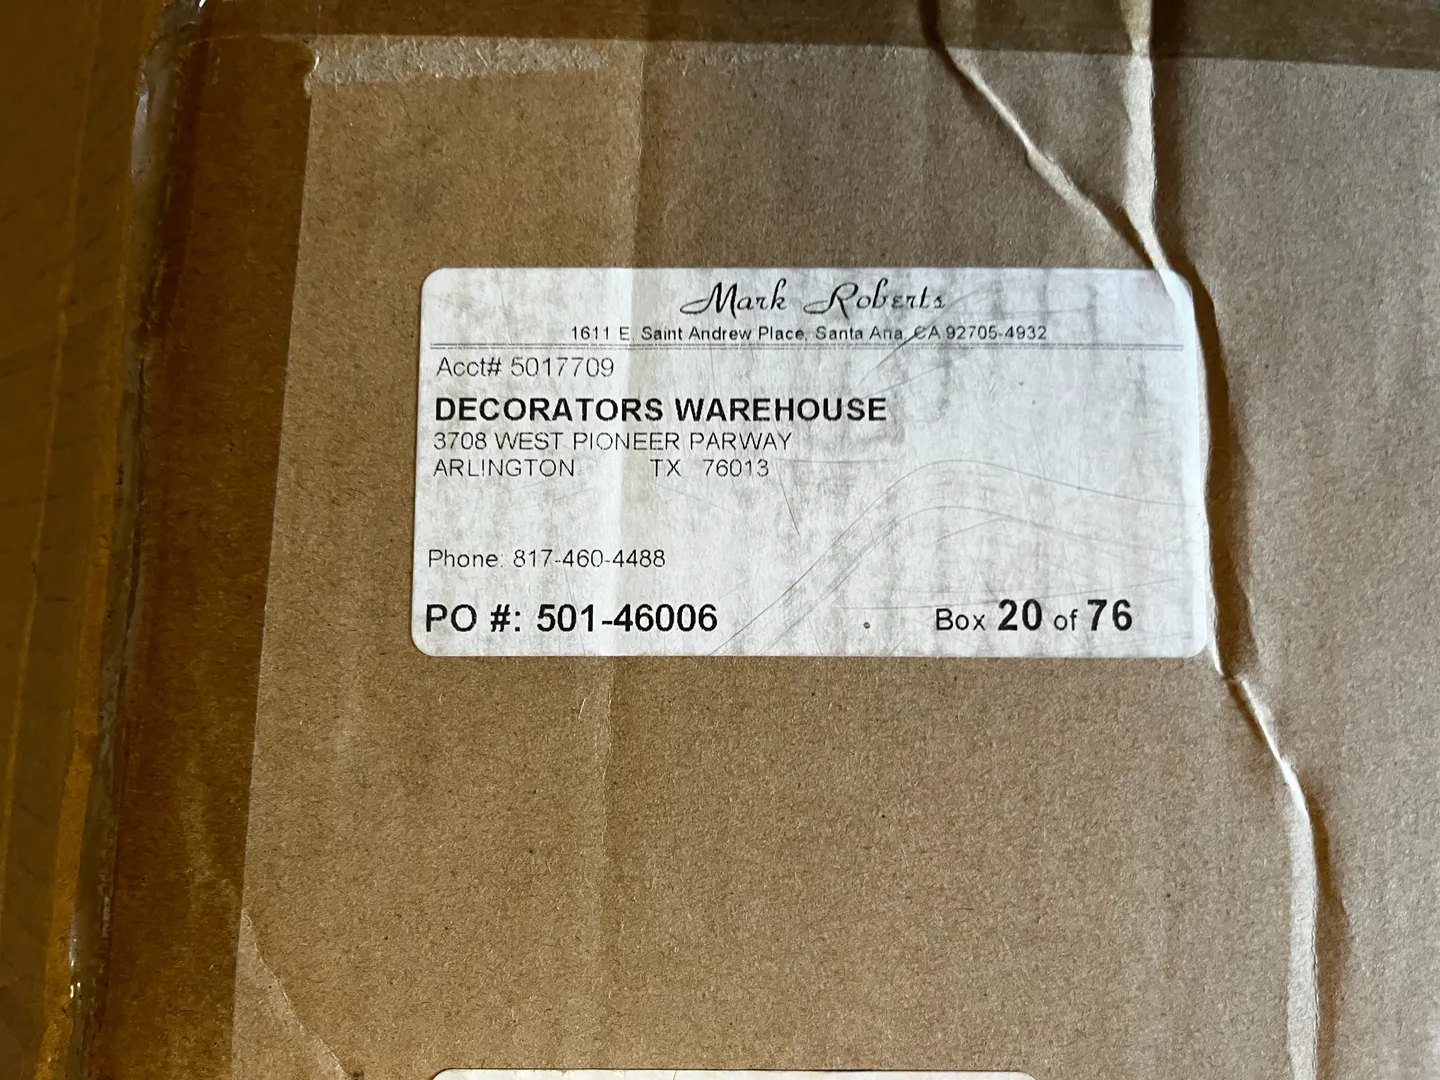 Mark Roberts
1611 E. Saint Andrew Place, Santa Ana, CA 92705-4932
Acct# 5017709
DECORATORS WAREHOUSE
3708 WEST PIONEER PARWAY
ARLINGTON TX 76013
Phone: 817-460-4488
PO #: 501-46006 Box 20 of 76